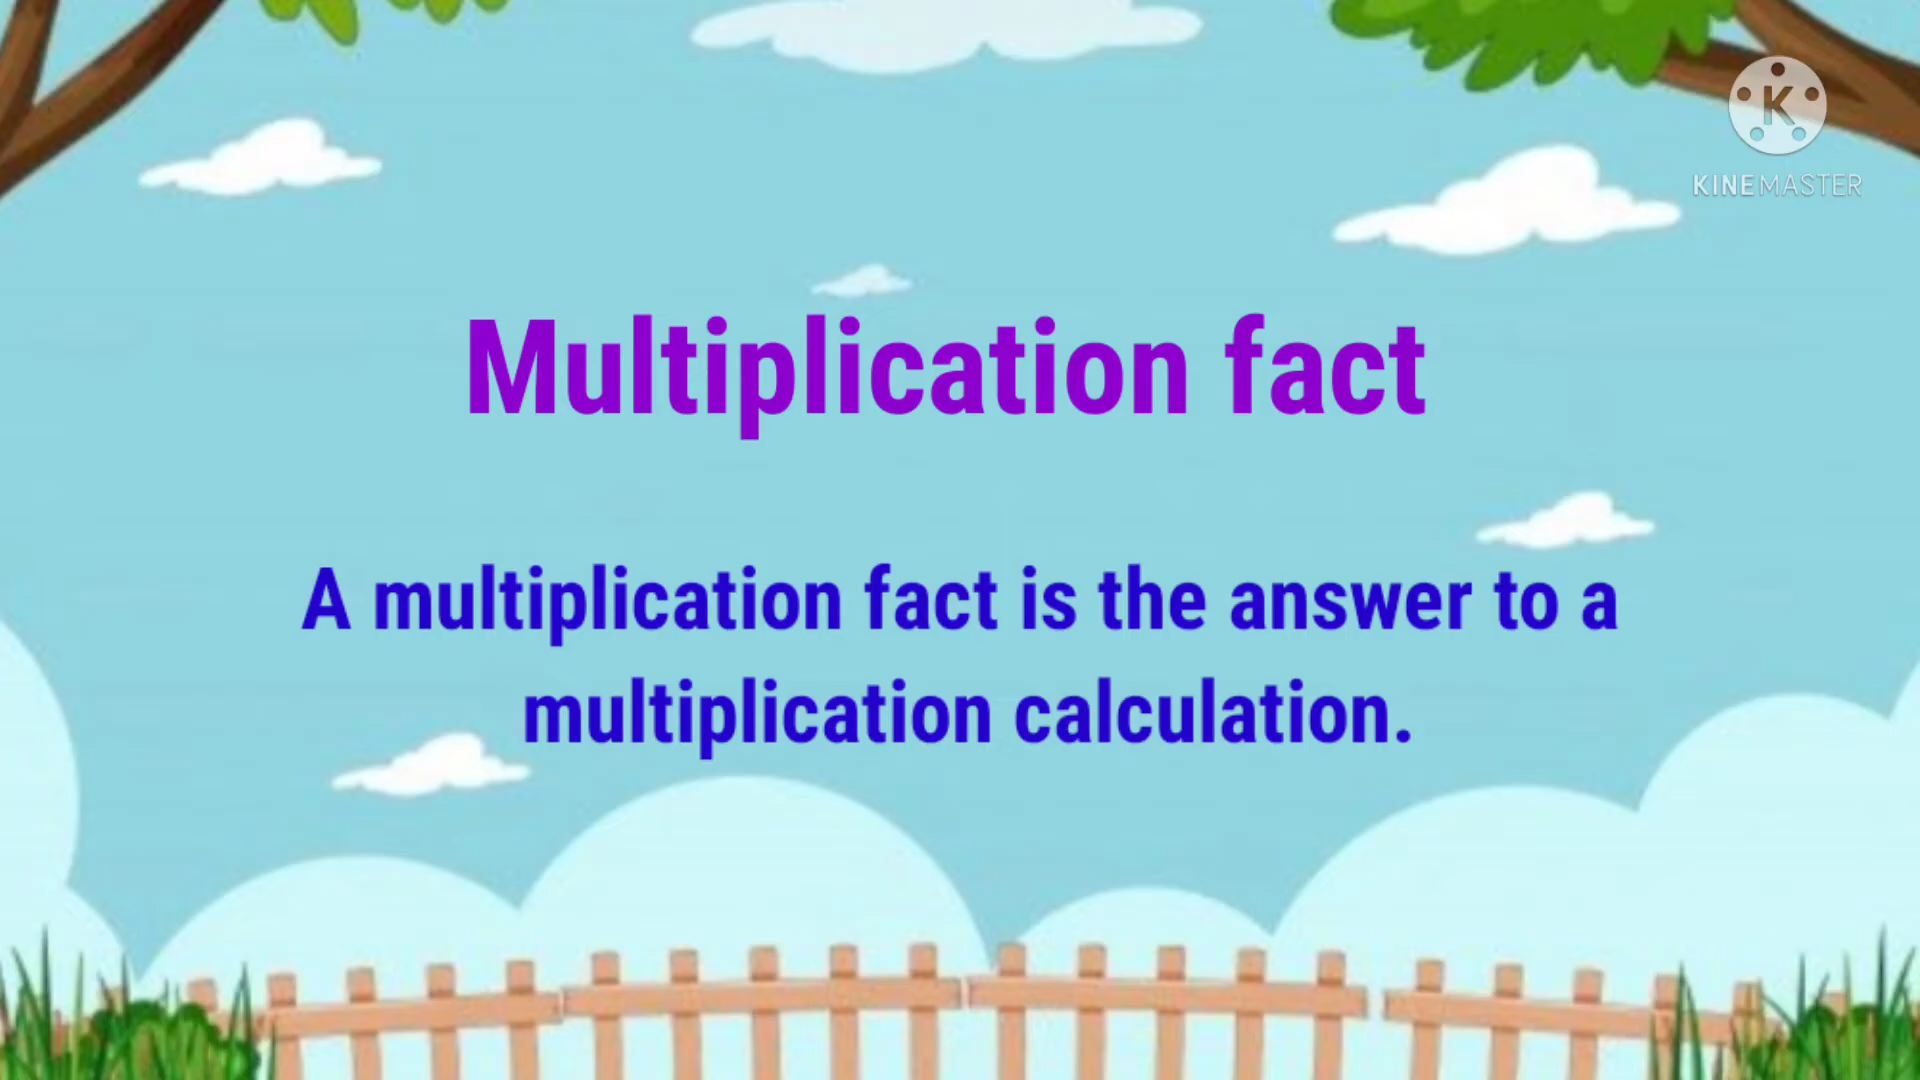 K
KINEMASTER
Multiplication fact
A multiplication fact is the answer to a
multiplication calculation.